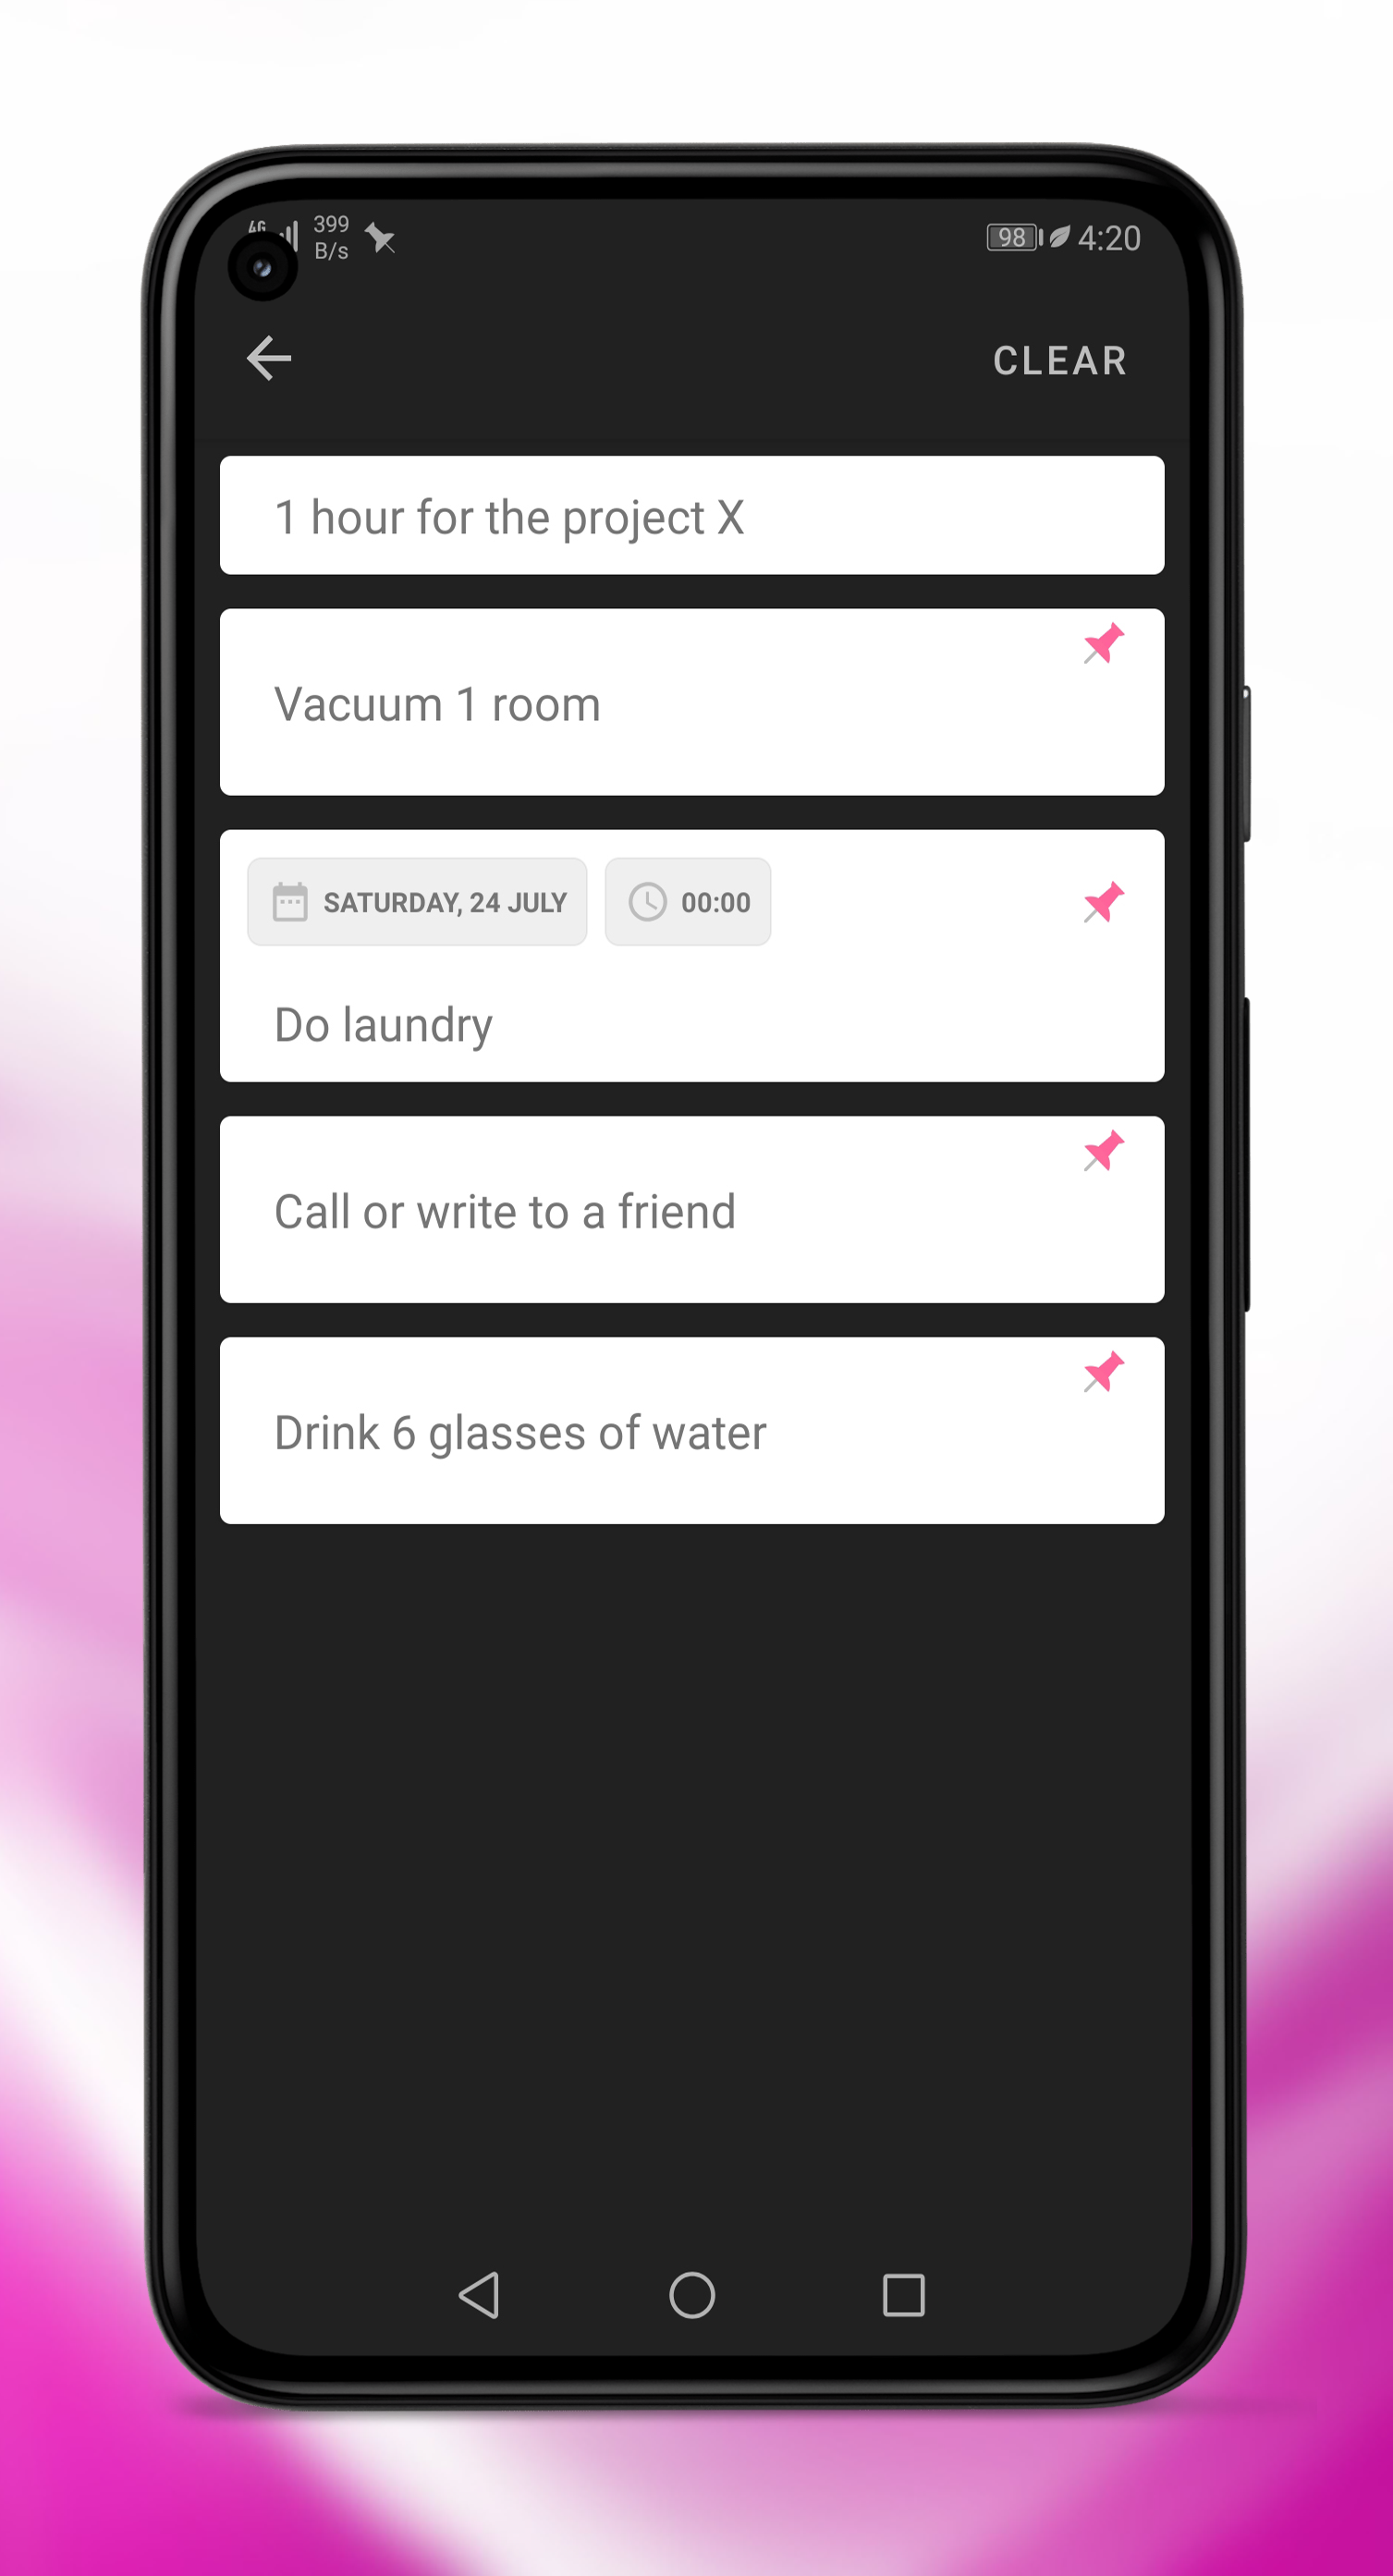 4G
399
B/s
98
4:20
CLEAR
1 hour for the project X
Vacuum 1 room
SATURDAY, 24 JULY
00:00
Do laundry
Call or write to a friend
Drink 6 glasses of water